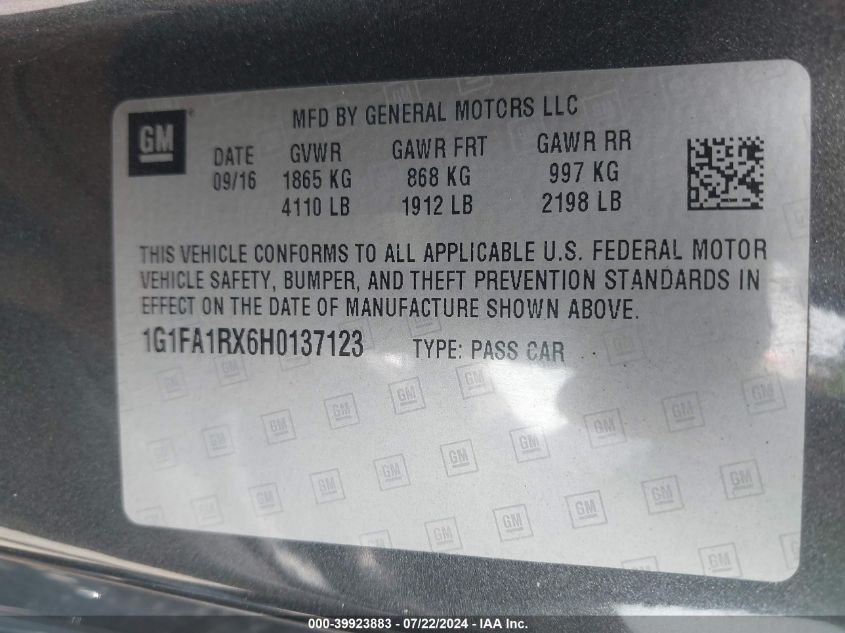 GM
MFD BY GENERAL MOTORS LLC
DATE GVWR GAWR FRT GAWR RR
09/16 1865 KG 868 KG 997 KG
4110 LB 1912 LB 2198 LB
THIS VEHICLE CONFORMS TO ALL APPLICABLE U.S. FEDERAL MOTOR
VEHICLE SAFETY, BUMPER, AND THEFT PREVENTION STANDARDS IN
EFFECT ON THE DATE OF MANUFACTURE SHOWN ABOVE.
1G1FA1RX6H0137123 TYPE: PASS CAR
000-39923883 - 07/22/2024 - IAA Inc.